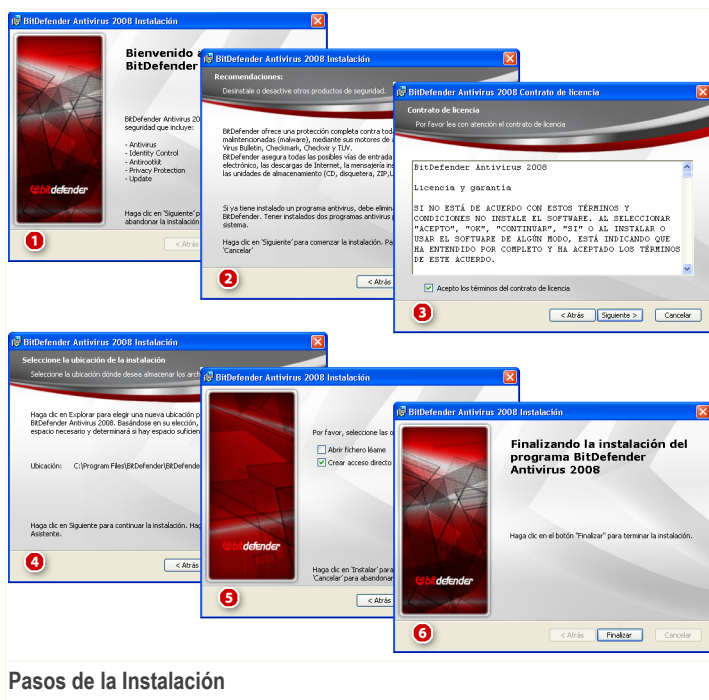 BitDefender Antivirus 2008 Instalación
Bienvenido a
BitDefender
BitDefender Antivirus 20
seguridad que incluye:
- Antivirus
- Identity Control
- Antirootkit
- Privacy Protection
- Update
Haga clic en 'Siguiente' p
abandonar la instalación
bitdefender
< Atrás
1
BitDefender Antivirus 2008 Instalación
Recomendaciones:
Desinstale o desactive otros productos de seguridad.
BitDefender ofrece una protección completa contra tod
malintencionadas (malware), mediante sus motores de a
Virus Bulletin, Checkmark, Checkvir y TUV.
BitDefender asegura todas las posibles vías de entrada
electrónico, las descargas de Internet, la mensajería ins
las unidades de almacenamiento (CD, disquetera, ZIP,L
Si ya tiene instalado un programa antivirus, debe elimin
BitDefender. Tener instalados dos programas antivirus
sistema.
Haga clic en 'Siguiente' para comenzar la instalación. Pa
'Cancelar'
< Atrás
2
BitDefender Antivirus 2008 Contrato de licencia
Contrato de licencia
Por favor lea con atención el contrato de licencia
BitDefender Antivirus 2008
Licencia y garantía
SI NO ESTÁ DE ACUERDO CON ESTOS TÉRMINOS Y
CONDICIONES NO INSTALE EL SOFTWARE. AL SELECCIONAR
"ACEPTO", "OK", "CONTINUAR", "SI" O AL INSTALAR O
USAR EL SOFTWARE DE ALGÚN MODO, ESTÁ INDICANDO QUE
HA ENTENDIDO POR COMPLETO Y HA ACEPTADO LOS TÉRMINOS
DE ESTE ACUERDO.
Acepto los términos del contrato de licencia
< Atrás Siguiente > Cancelar
3
BitDefender Antivirus 2008 Instalación
Seleccione la ubicación de la instalación
Seleccione la ubicación dónde desea almacenar los arch
Haga clic en Explorar para elegir una nueva ubicación p
BitDefender Antivirus 2008. Basándose en su elección,
espacio necesario y determinará si hay espacio suficien
Ubicación: C:\Program Files\BitDefender\BitDefende
Haga clic en Siguiente para continuar la instalación. Hag
Asistente.
< Atrás
4
BitDefender Antivirus 2008 Instalación
Por favor, seleccione las o
Abrir fichero léame
Crear acceso directo
Haga clic en 'Instalar' para
'Cancelar' para abandonar
bitdefender
< Atrás
5
BitDefender Antivirus 2008 Instalación
Finalizando la instalación del
programa BitDefender
Antivirus 2008
Haga clic en el botón "Finalizar" para terminar la instalación.
bitdefender
< Atrás Finalizar Cancelar
6
Pasos de la Instalación